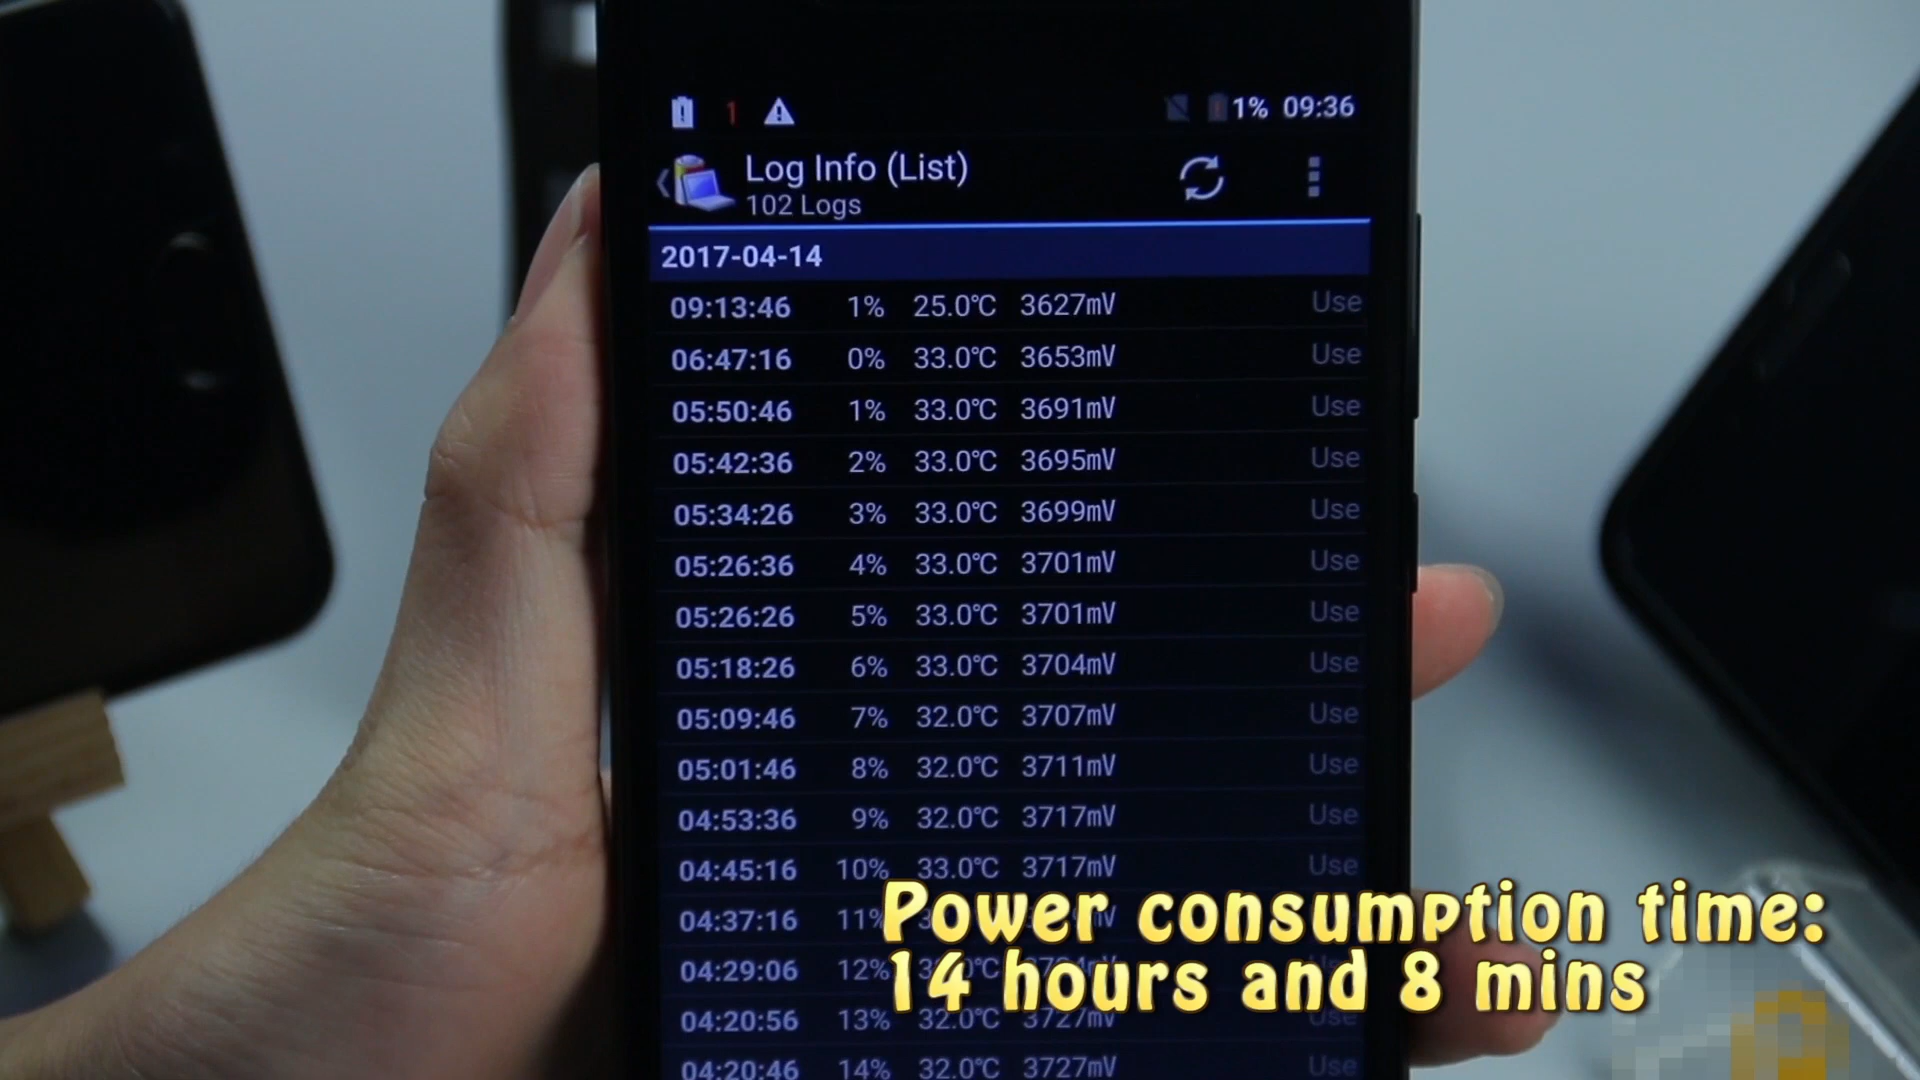 1 1% 09:36
Log Info (List)
102 Logs
2017-04-14
09:13:46 1% 25.0℃ 3627mV Use
06:47:16 0% 33.0℃ 3653mV Use
05:50:46 1% 33.0℃ 3691mV Use
05:42:36 2% 33.0℃ 3695mV Use
05:34:26 3% 33.0℃ 3699mV Use
05:26:36 4% 33.0℃ 3701mV Use
05:26:26 5% 33.0℃ 3701mV Use
05:18:26 6% 33.0℃ 3704mV Use
05:09:46 7% 32.0℃ 3707mV Use
05:01:46 8% 32.0℃ 3711mV Use
04:53:36 9% 32.0℃ 3717mV Use
04:45:16 10% 33.0℃ 3717mV Use
04:37:16 11%
04:29:06 12%
04:20:56 13% 32.0℃ 3727mV Use
04:20:46 14% 32.0℃ 3727mV Use
Power consumption time:
14 hours and 8 mins